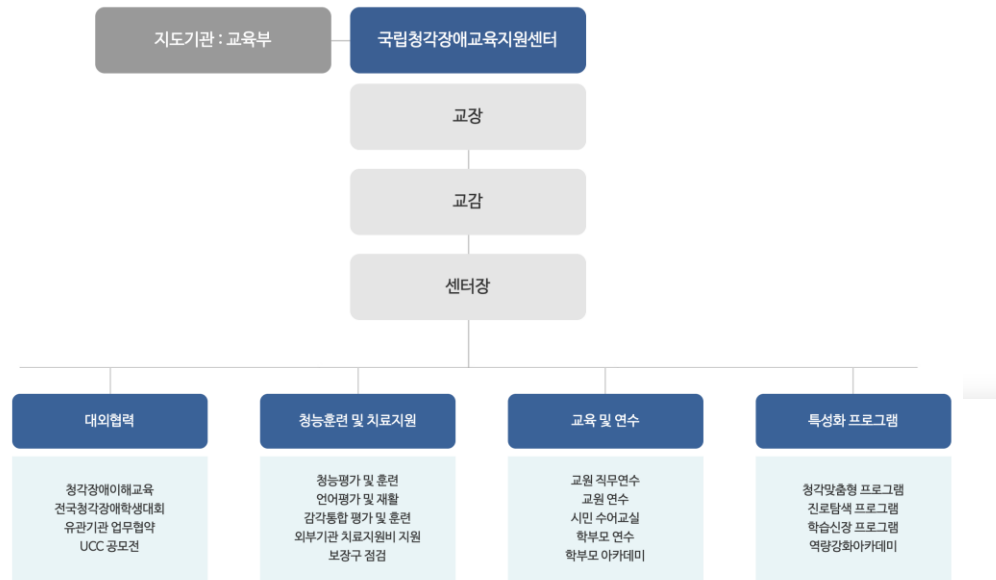 지도기관 : 교육부
국립청각장애교육지원센터
교장
교감
센터장
대외협력
청각장애이해교육
전국청각장애학생대회
유관기관 업무협약
UCC 공모전
청능훈련 및 치료지원
청능평가 및 훈련
언어평가 및 재활
감각통합 평가 및 훈련
외부기관 치료지원비 지원
보장구 점검
교육 및 연수
교원 직무연수
교원 연수
시민 수어교실
학부모 연수
학부모 아카데미
특성화 프로그램
청각맞춤형 프로그램
진로탐색 프로그램
학습신장 프로그램
역량강화아카데미